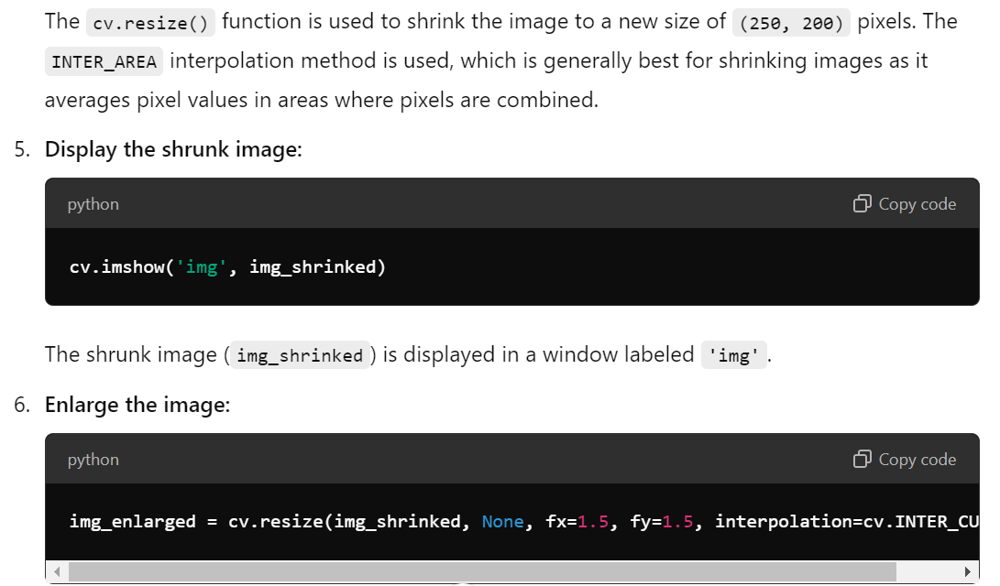 The cv.resize() function is used to shrink the image to a new size of (250, 200) pixels. The
INTER_AREA interpolation method is used, which is generally best for shrinking images as it
averages pixel values in areas where pixels are combined.
5. Display the shrunk image:
python Copy code
cv.imshow('img', img_shrinked)
The shrunk image (img_shrinked) is displayed in a window labeled 'img'.
6. Enlarge the image:
python Copy code
img_enlarged = cv.resize(img_shrinked, None, fx=1.5, fy=1.5, interpolation=cv.INTER_CU